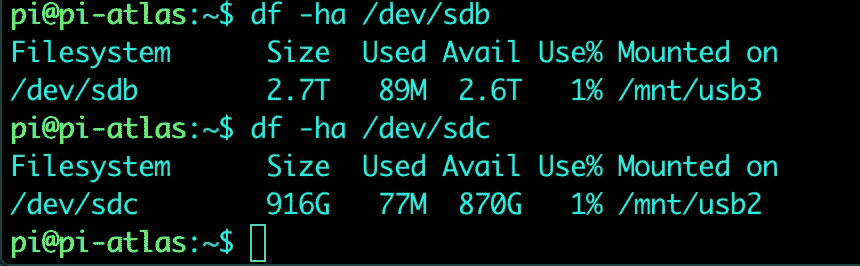 pi@pi-atlas:~$ df -ha /dev/sdb
Filesystem      Size  Used Avail Use% Mounted on
/dev/sdb        2.7T   89M  2.6T   1% /mnt/usb3
pi@pi-atlas:~$ df -ha /dev/sdc
Filesystem      Size  Used Avail Use% Mounted on
/dev/sdc        916G   77M  870G   1% /mnt/usb2
pi@pi-atlas:~$